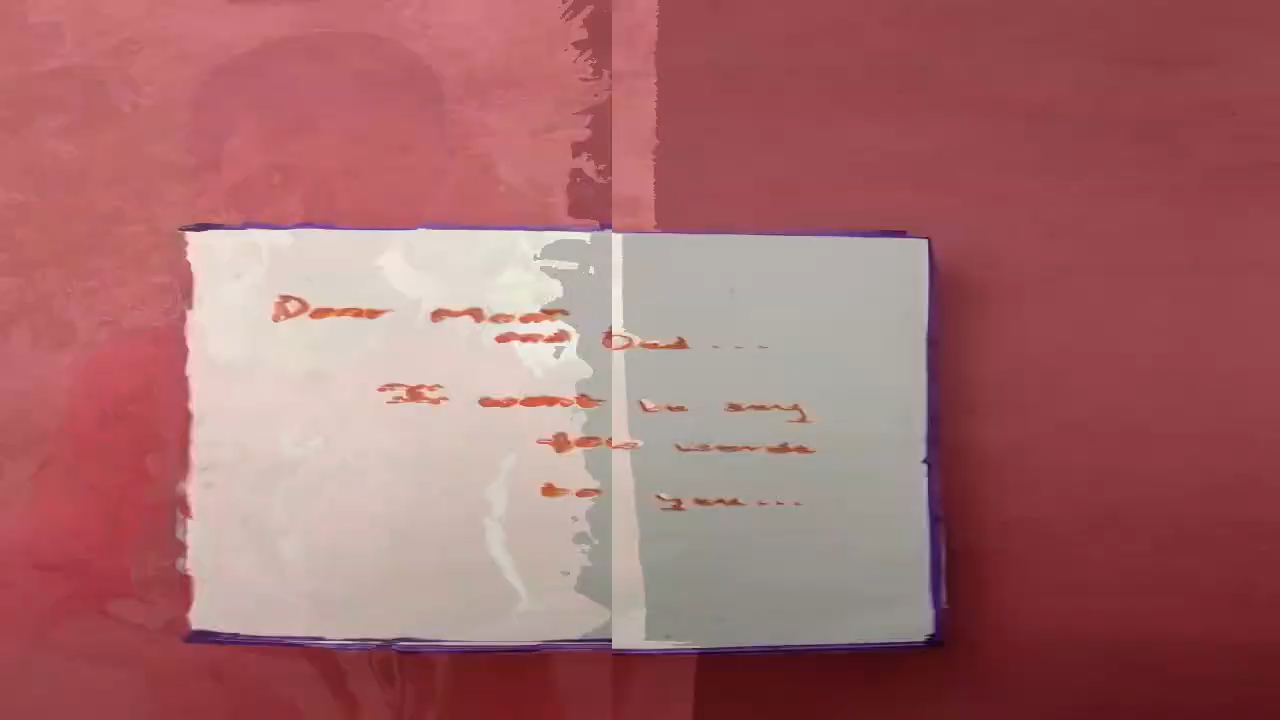 Dear Mom
and Dad....
I want to say
few words
to you...